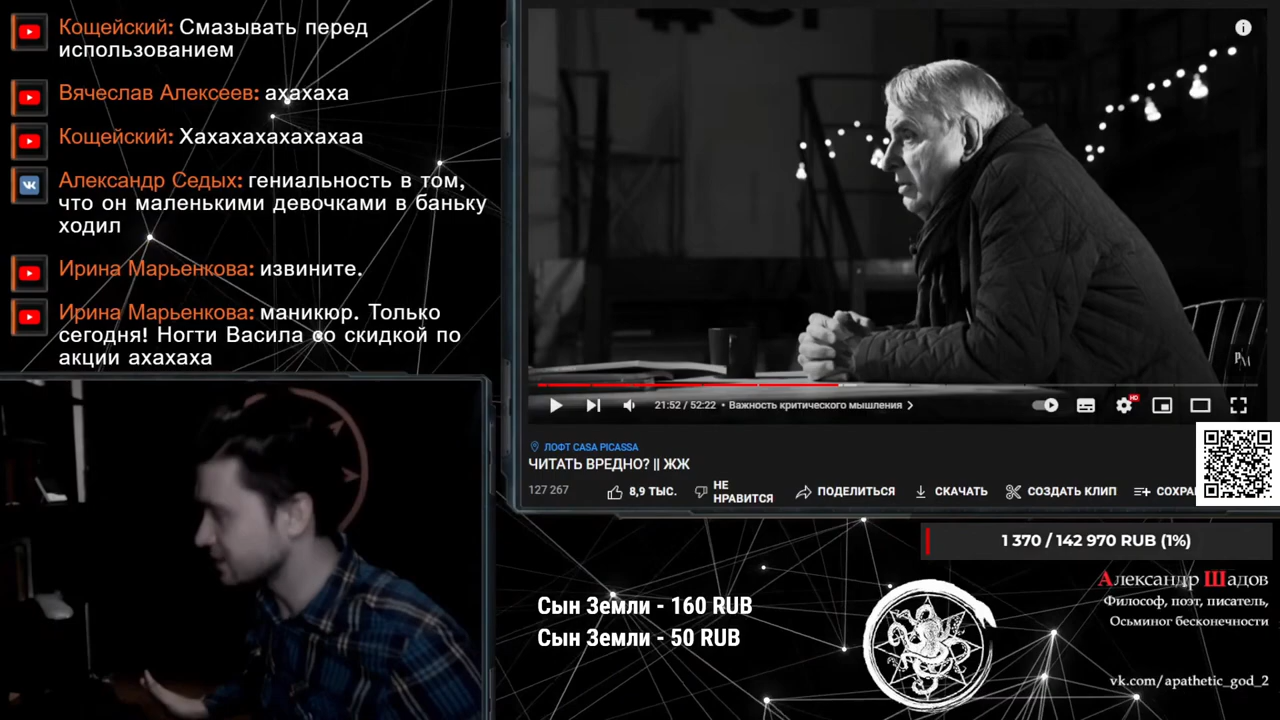 Кощейский: Смазывать перед
использованием
Вячеслав Алексеев: ахахаха
Кощейский: Хахахахахахахаа
Александр Седых: гениальность в том,
что он маленькими девочками в баньку
ходил
Ирина Марьенкова: извините.
Ирина Марьенкова: маникюр. Только
сегодня! Ногти Васила со скидкой по
акции ахахаха
21:52 / 52:22 • Важность критического мышления
HD
ЛОФТ CASA PICASSA
ЧИТАТЬ ВРЕДНО? || ЖЖ
127 267
8,9 ТЫС.
НЕ
НРАВИТСЯ
ПОДЕЛИТЬСЯ
СКАЧАТЬ
СОЗДАТЬ КЛИП
СОХРА
1 370 / 142 970 RUB (1%)
Сын Земли - 160 RUB
Сын Земли - 50 RUB
Александр Шадов
Философ, поэт, писатель,
Осьминог бесконечности
vk.com/apathetic_god_2